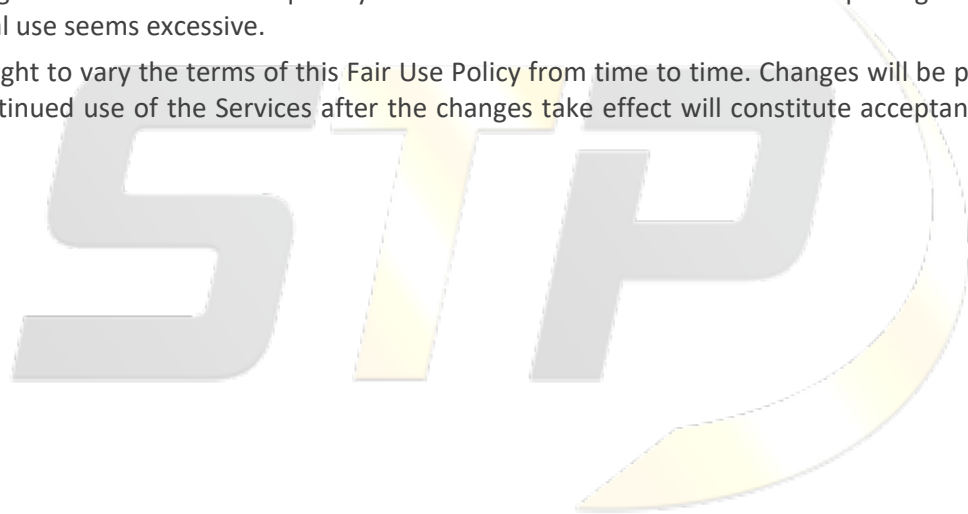 l use seems excessive.
ght to vary the terms of this Fair Use Policy from time to time. Changes will be p
tinued use of the Services after the changes take effect will constitute acceptan
STP